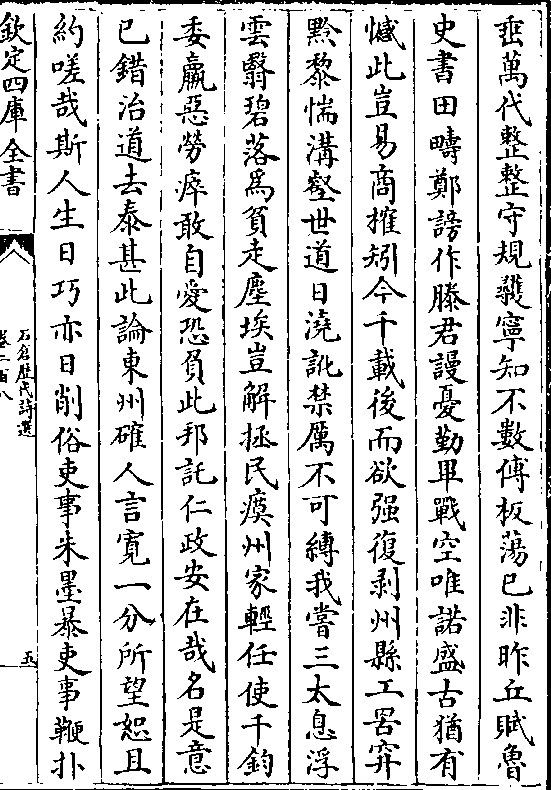 垂萬代整整守規彠寧知不數傳板蕩已非昨丘賦魯
史書田疇鄭謗作滕君謾憂勤畢戰空唯諾盛古猶有
憾此豈易商搉矧今千載後而欲强復剥州縣工罟穽
黔黎惴溝壑世道日澆訛禁厲不可縛我嘗三太息浮
雲翳碧落為貧走塵埃豈解拯民瘼州家輕任使千鈞
委羸惡勞瘁敢自愛恐負此邦託仁政安在哉名是意
已錯治道去泰甚此論東州確人言寛一分所望恕且
約嗟哉斯人生日巧亦日削俗吏事朱墨暴吏事鞭扑
欽定四庫全書
石倉歴代詩選
卷二百八
五